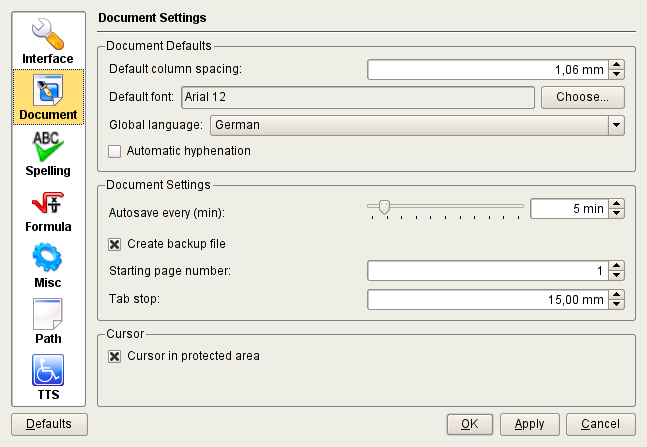 Document Settings
Interface
Document
Spelling
Formula
Misc
Path
TTS
Document Defaults
Default column spacing: 1,06 mm
Default font: Arial 12 Choose...
Global language: German
Automatic hyphenation
Document Settings
Autosave every (min): 5 min
Create backup file
Starting page number: 1
Tab stop: 15,00 mm
Cursor
Cursor in protected area
Defaults OK Apply Cancel